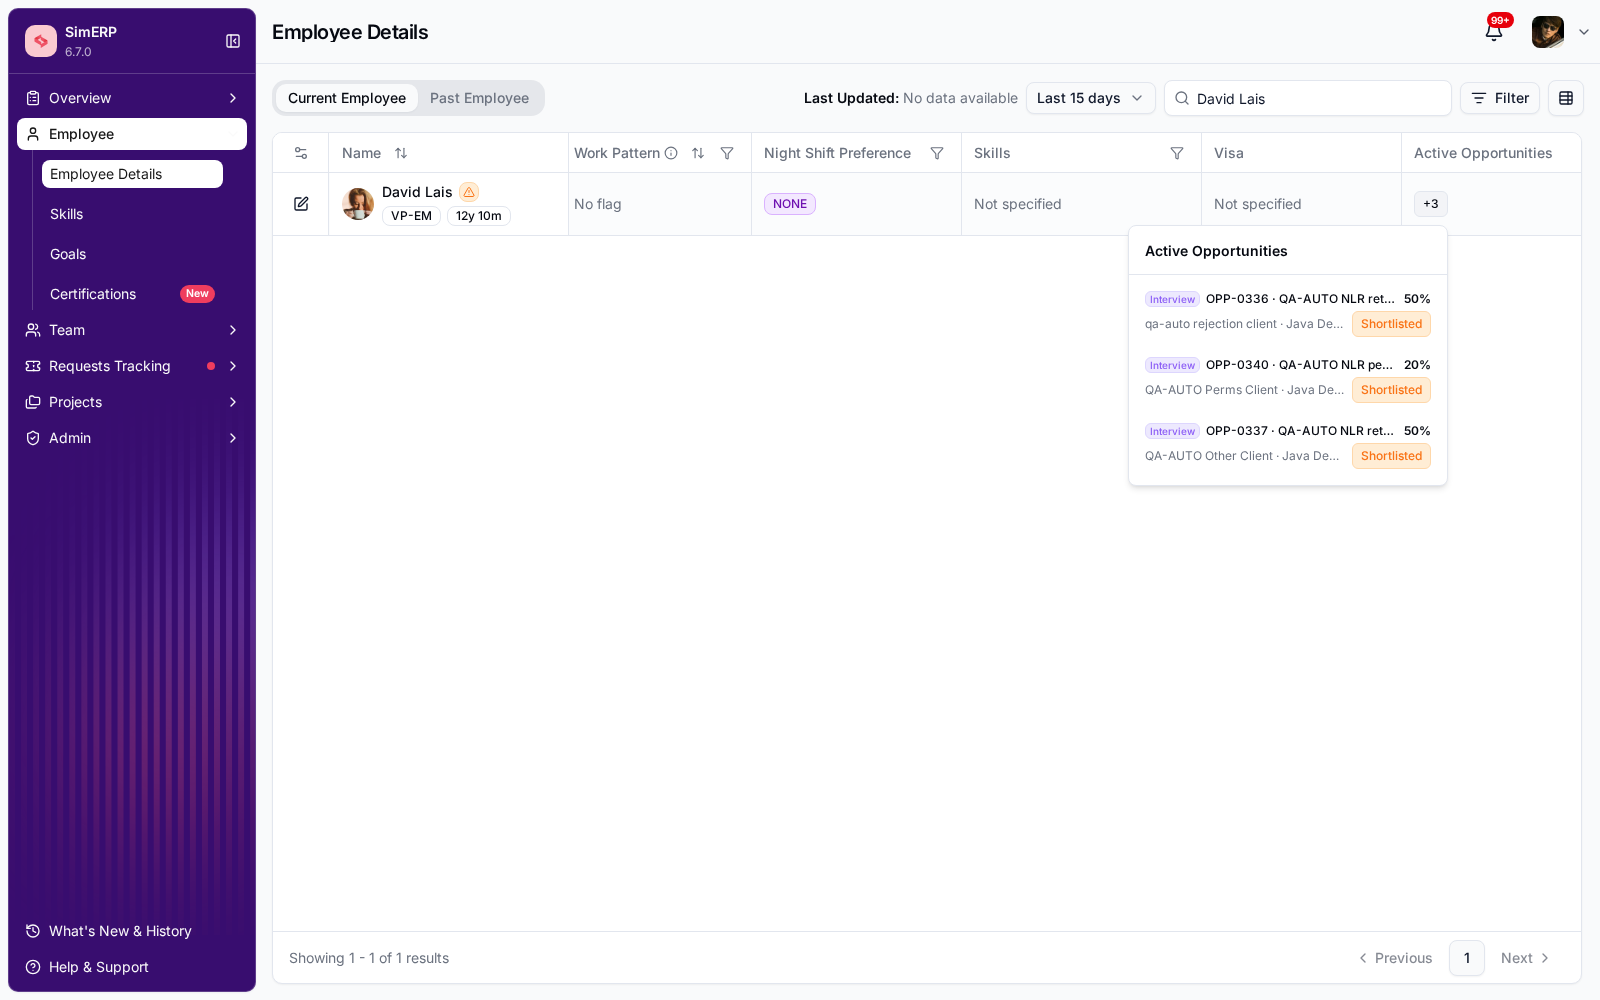 SimERP
6.7.0
Overview
Employee
Employee Details
Skills
Goals
Certifications New
Team
Requests Tracking
Projects
Admin
What's New & History
Help & Support
Employee Details
99+
Current Employee Past Employee
Last Updated: No data available Last 15 days David Lais Filter
Name Work Pattern Night Shift Preference Skills Visa Active Opportunities
David Lais
VP-EM 12y 10m
No flag NONE Not specified Not specified +3
Active Opportunities
Interview OPP-0336 · QA-AUTO NLR ret... 50%
qa-auto rejection client · Java De... Shortlisted
Interview OPP-0340 · QA-AUTO NLR pe... 20%
QA-AUTO Perms Client · Java De... Shortlisted
Interview OPP-0337 · QA-AUTO NLR ret... 50%
QA-AUTO Other Client · Java De... Shortlisted
Showing 1 - 1 of 1 results
Previous 1 Next